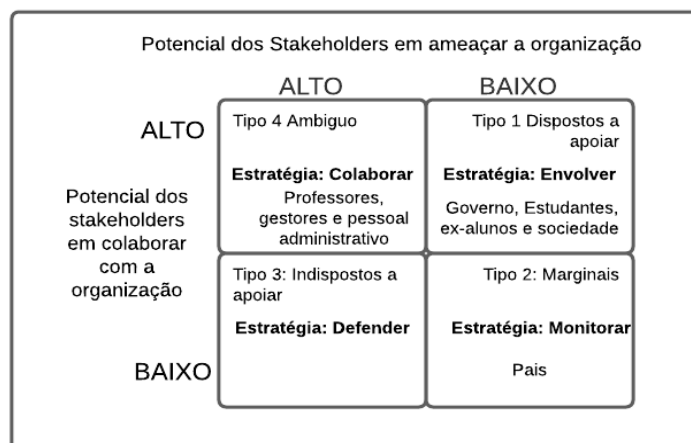 Potencial dos Stakeholders em ameaçar a organização
ALTO
BAIXO
ALTO
Potencial dos
stakeholders
em colaborar
com a
organização
BAIXO
Tipo 4 Ambiguo
Estratégia: Colaborar
Professores,
gestores e pessoal
administrativo
Tipo 1 Dispostos a
apoiar
Estratégia: Envolver
Governo, Estudantes,
ex-alunos e sociedade
Tipo 3: Indispostos a
apoiar
Estratégia: Defender
Tipo 2: Marginais
Estratégia: Monitorar
Pais